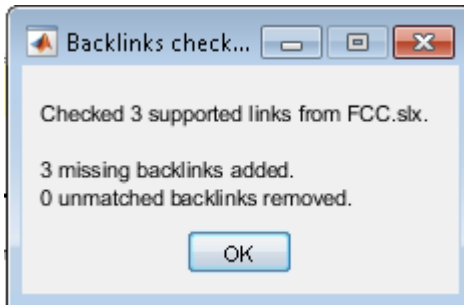 Backlinks check...
Checked 3 supported links from FCC.slx.
3 missing backlinks added.
0 unmatched backlinks removed.
OK